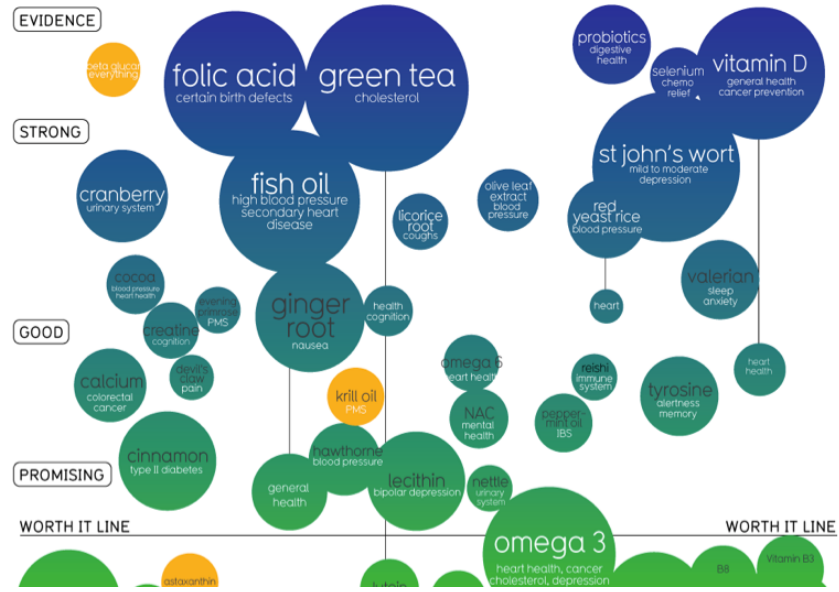 EVIDENCE
beta glucan
everything
folic acid
certain birth defects
green tea
cholesterol
probiotics
digestive
health
selenium
chemo
relief
vitamin D
general health
cancer prevention
STRONG
cranberry
urinary system
fish oil
high blood pressure
secondary heart
disease
licorice
root
coughs
olive leaf
extract
blood
pressure
st john's wort
mild to moderate
depression
red
yeast rice
blood pressure
cocoa
blood pressure
heart health
evening
primrose
PMS
creatine
cognition
ginger
root
nausea
health
cognition
heart
valerian
sleep
anxiety
GOOD
calcium
colorectal
cancer
devil's
claw
pain
krill oil
PMS
omega 6
heart health
NAC
mental
health
reishi
immune
system
pepper-
mint oil
IBS
tyrosine
alertness
memory
heart
health
cinnamon
type II diabetes
hawthorne
blood pressure
PROMISING
general
health
lecithin
bipolar depression
nettle
urinary
system
WORTH IT LINE
WORTH IT LINE
omega 3
heart health, cancer
cholesterol, depression
astaxanthin
lutein
B8
Vitamin B3